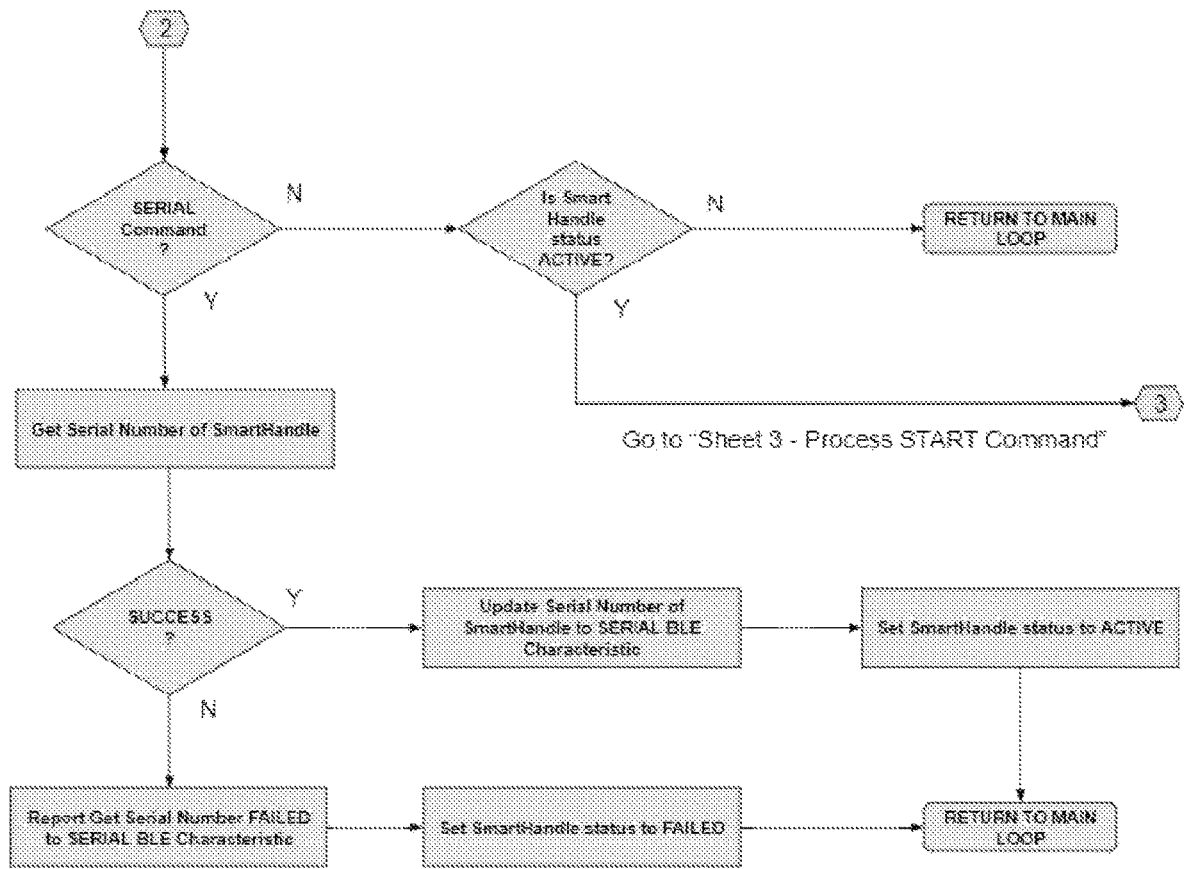 2
SERIAL
Command
?
N
Is Smart
Handle
status
ACTIVE?
N
RETURN TO MAIN
LOOP
Y
Y
Get Serial Number of SmartHandle
3
Go to "Sheet 3 - Process START Command"
SUCCESS
?
Y
Update Serial Number of
SmartHandle to SERIAL BLE
Characteristic
Set SmartHandle status to ACTIVE
N
Report Get Serial Number FAILED
to SERIAL BLE Characteristic
Set SmartHandle status to FAILED
RETURN TO MAIN
LOOP